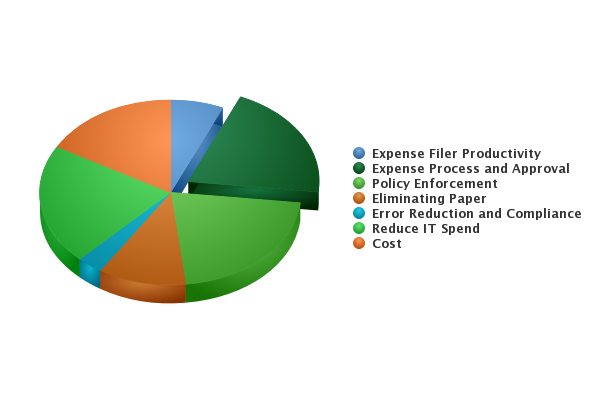 Expense Filer Productivity
Expense Process and Approval
Policy Enforcement
Eliminating Paper
Error Reduction and Compliance
Reduce IT Spend
Cost